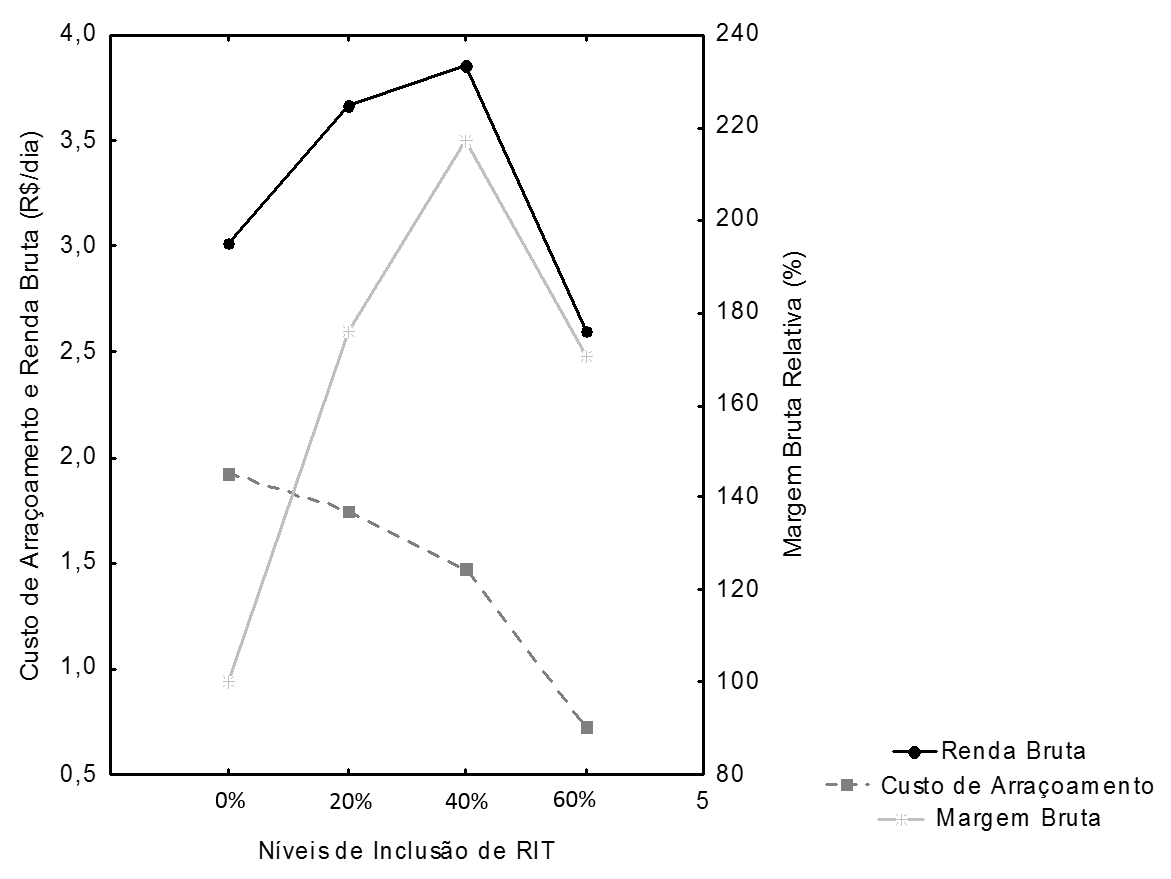 Custo de Arraçoamento e Renda Bruta (R$/dia)
4,0
3,5
3,0
2,5
2,0
1,5
1,0
0,5
240
220
200
180
160
140
120
100
80
Margem Bruta Relativa (%)
0% 20% 40% 60% 5
Níveis de Inclusão de RIT
Renda Bruta
Custo de Arraçoamento
Margem Bruta